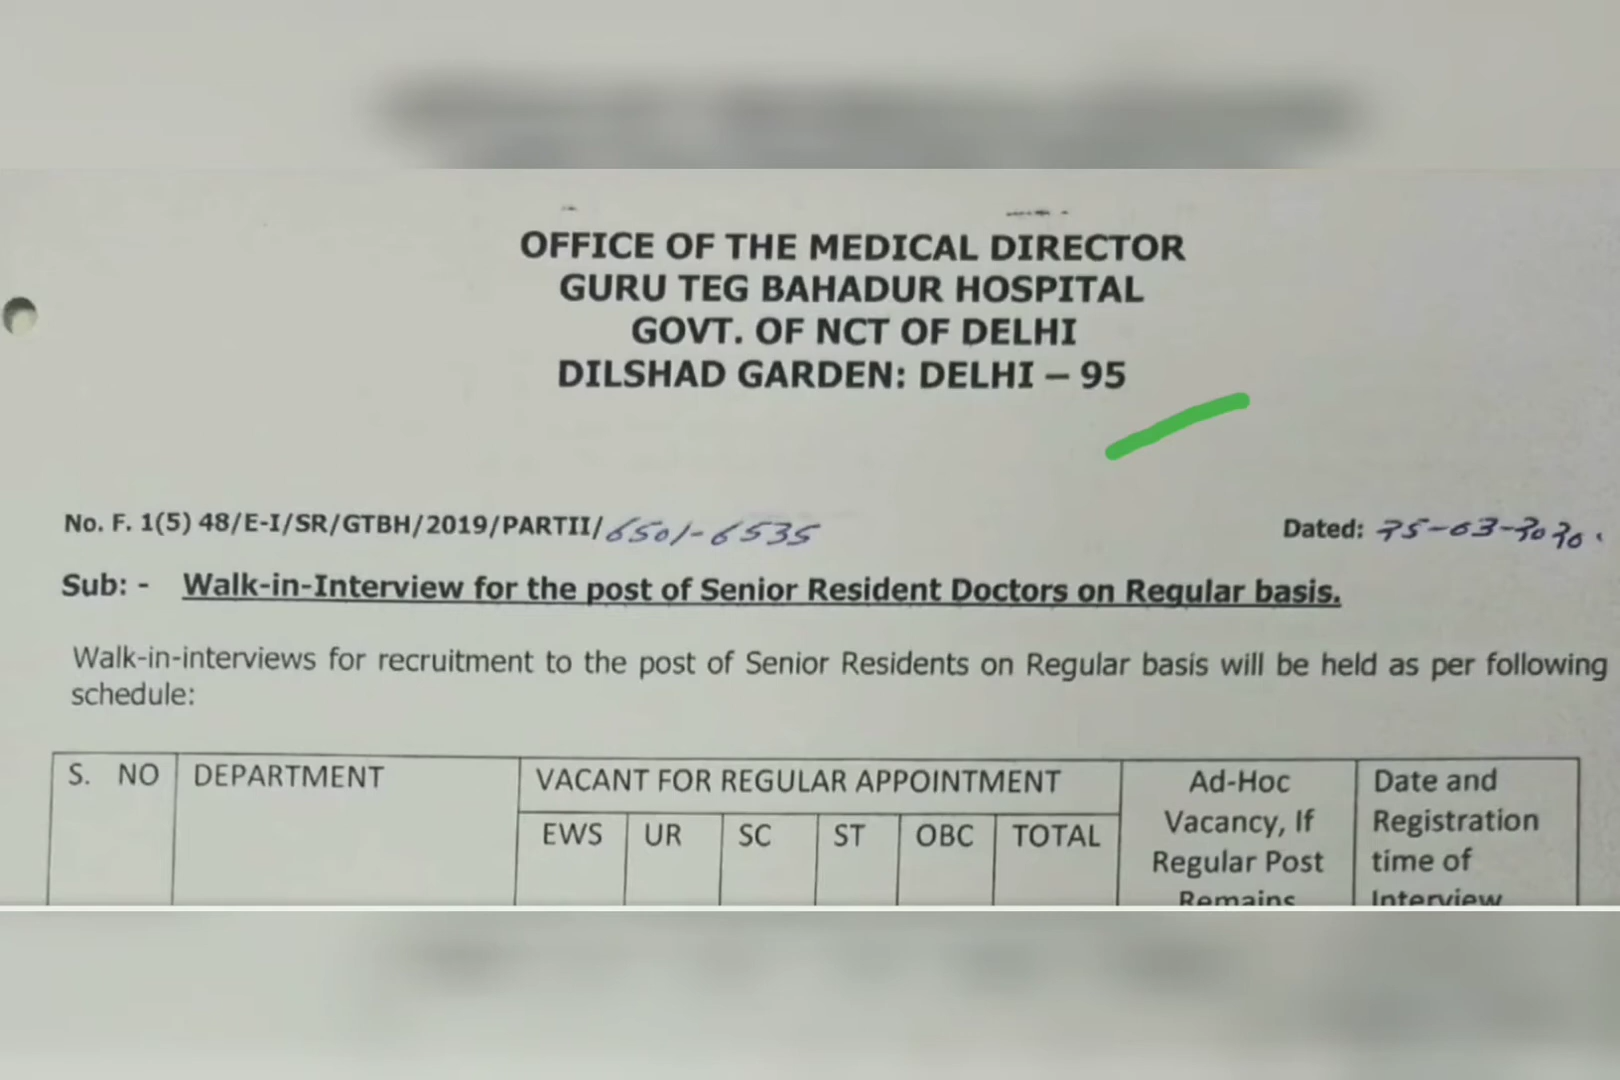 OFFICE OF THE MEDICAL DIRECTOR
GURU TEG BAHADUR HOSPITAL
GOVT. OF NCT OF DELHI
DILSHAD GARDEN: DELHI – 95
No. F. 1(5) 48/E-I/SR/GTBH/2019/PARTII/6501-6535 Dated:
Sub: - Walk-in-Interview for the post of Senior Resident Doctors on Regular basis.
Walk-in-interviews for recruitment to the post of Senior Residents on Regular basis will be held as per following
schedule:
S. NO DEPARTMENT VACANT FOR REGULAR APPOINTMENT
EWS UR SC ST OBC TOTAL
Ad-Hoc
Vacancy, If
Regular Post
Remains
Date and
Registration
time of
Interview